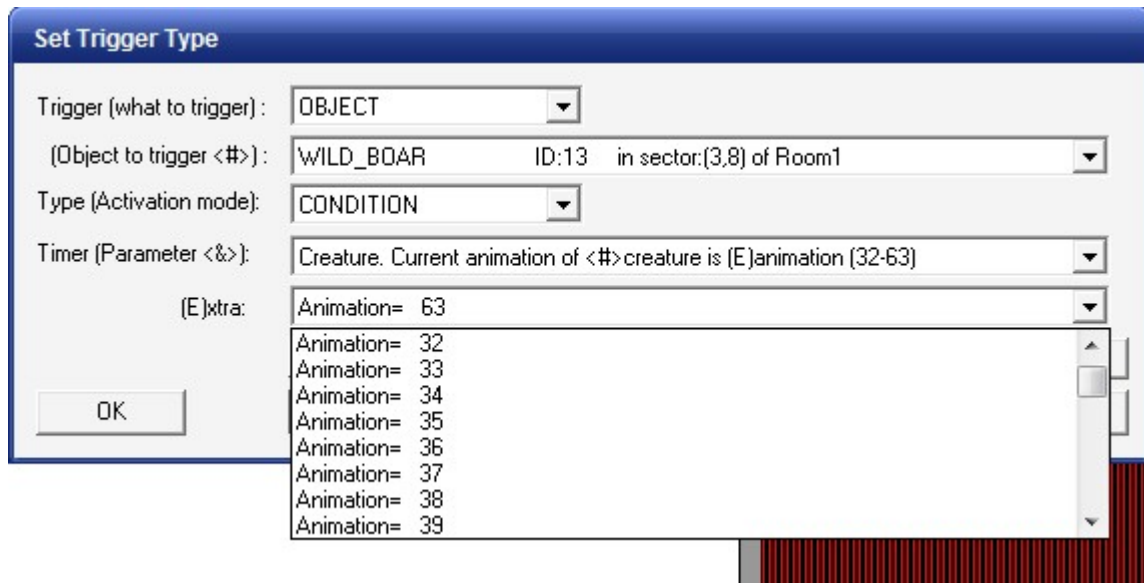 Set Trigger Type
Trigger (what to trigger) : OBJECT
(Object to trigger <#>) : WILD_BOAR ID:13 in sector:(3,8) of Room1
Type (Activation mode): CONDITION
Timer (Parameter <&>): Creature. Current animation of <#>creature is (E)animation (32-63)
(E)xtra: Animation= 63
Animation= 32
Animation= 33
Animation= 34
Animation= 35
Animation= 36
Animation= 37
Animation= 38
Animation= 39
OK